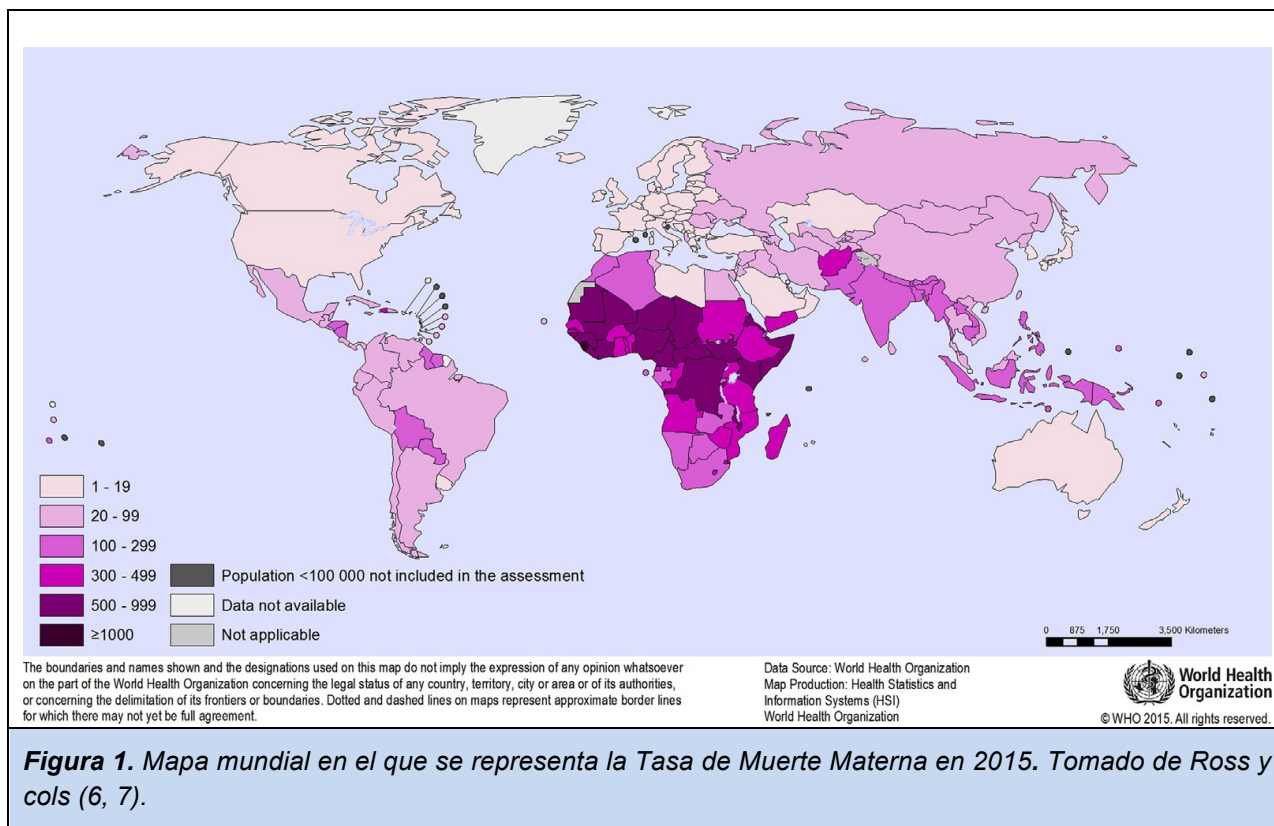 1 - 19
20 - 99
100 - 299
300 - 499
500 - 999
≥1000
Population <100 000 not included in the assessment
Data not available
Not applicable
0 875 1,750 3,500 Kilometers
The boundaries and names shown and the designations used on this map do not imply the expression of any opinion whatsoever
on the part of the World Health Organization concerning the legal status of any country, territory, city or area or of its authorities,
or concerning the delimitation of its frontiers or boundaries. Dotted and dashed lines on maps represent approximate border lines
for which there may not yet be full agreement.
Data Source: World Health Organization
Map Production: Health Statistics and
Information Systems (HSI)
World Health Organization
World Health
Organization
© WHO 2015. All rights reserved.
Figura 1. Mapa mundial en el que se representa la Tasa de Muerte Materna en 2015. Tomado de Ross y
cols (6, 7).